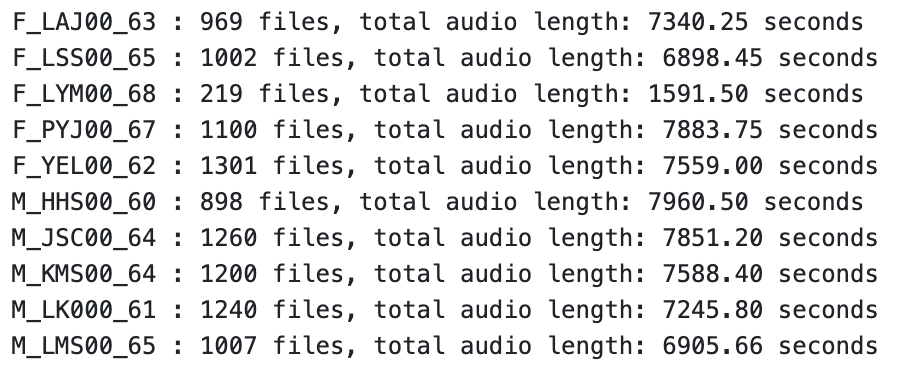 F_LAJ00_63 : 969 files, total audio length: 7340.25 seconds
F_LSS00_65 : 1002 files, total audio length: 6898.45 seconds
F_LYM00_68 : 219 files, total audio length: 1591.50 seconds
F_PYJ00_67 : 1100 files, total audio length: 7883.75 seconds
F_YEL00_62 : 1301 files, total audio length: 7559.00 seconds
M_HHS00_60 : 898 files, total audio length: 7960.50 seconds
M_JSC00_64 : 1260 files, total audio length: 7851.20 seconds
M_KMS00_64 : 1200 files, total audio length: 7588.40 seconds
M_LK000_61 : 1240 files, total audio length: 7245.80 seconds
M_LMS00_65 : 1007 files, total audio length: 6905.66 seconds